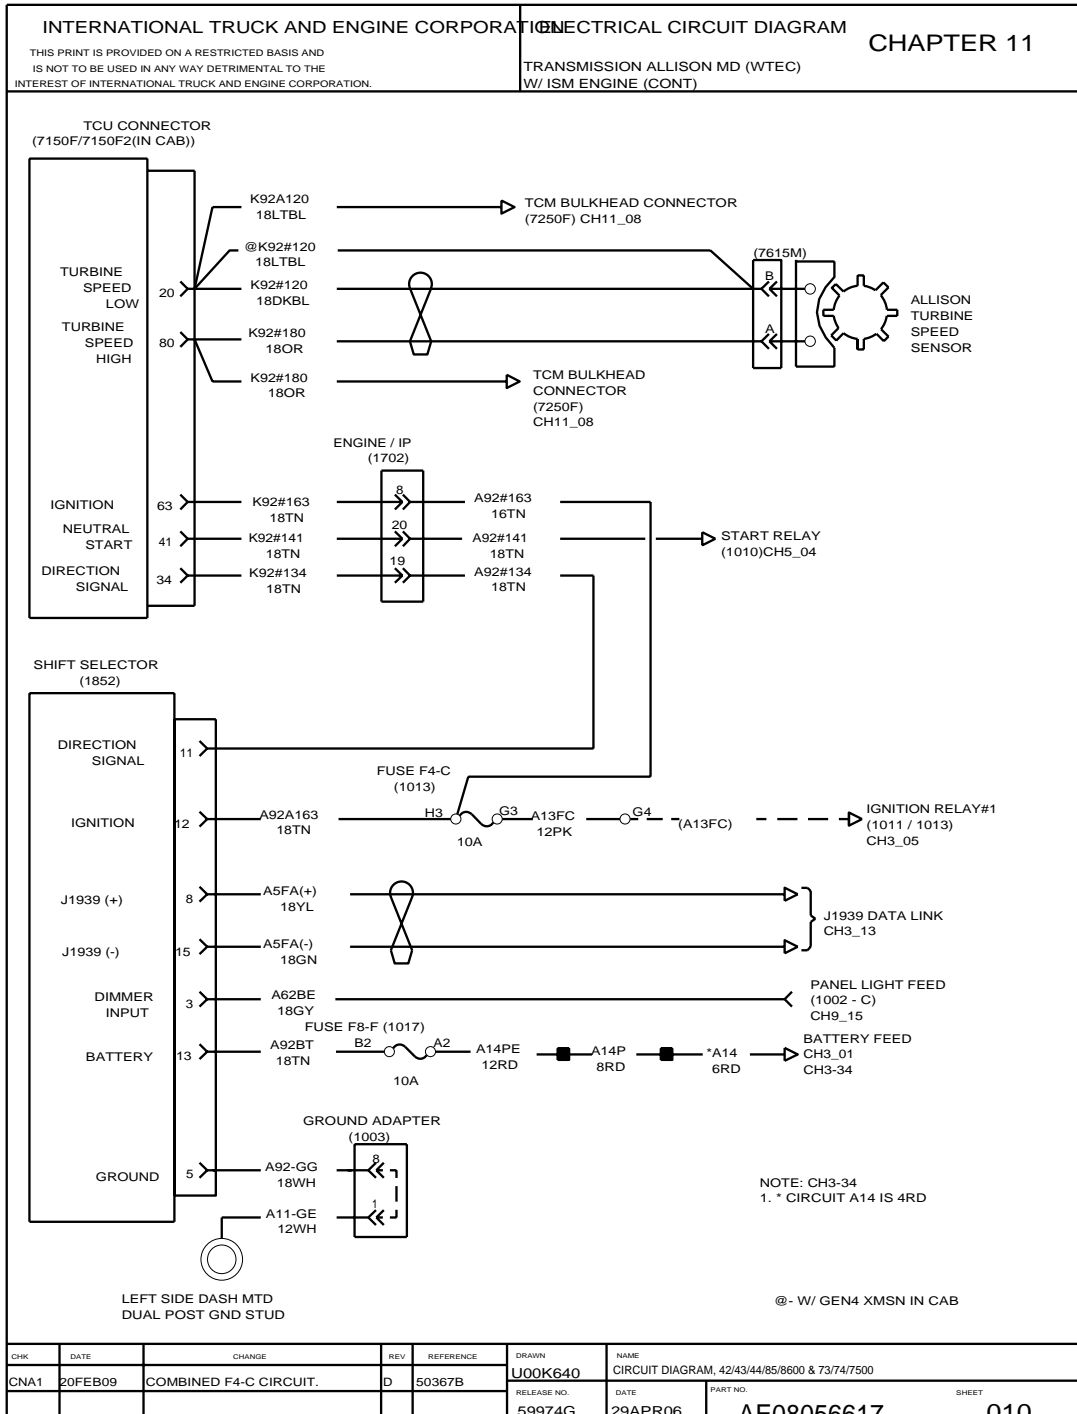 INTERNATIONAL TRUCK AND ENGINE CORPORATION
THIS PRINT IS PROVIDED ON A RESTRICTED BASIS AND
IS NOT TO BE USED IN ANY WAY DETRIMENTAL TO THE
INTEREST OF INTERNATIONAL TRUCK AND ENGINE CORPORATION.
ELECTRICAL CIRCUIT DIAGRAM
TRANSMISSION ALLISON MD (WTEC)
W/ ISM ENGINE (CONT)
CHAPTER 11
TCU CONNECTOR
(7150F/7150F2(IN CAB))
K92A120
18LTBL
TCM BULKHEAD CONNECTOR
(7250F) CH11_08
@K92#120
18LTBL
(7615M)
TURBINE
SPEED
LOW
20
K92#120
18DKBL
B
TURBINE
SPEED
HIGH
80
K92#180
18OR
A
ALLISON
TURBINE
SPEED
SENSOR
K92#180
18OR
TCM BULKHEAD
CONNECTOR
(7250F)
CH11_08
ENGINE / IP
(1702)
IGNITION
63
K92#163
18TN
8
A92#163
16TN
NEUTRAL
START
41
K92#141
18TN
20
A92#141
18TN
START RELAY
(1010)CH5_04
DIRECTION
SIGNAL
34
K92#134
18TN
19
A92#134
18TN
SHIFT SELECTOR
(1852)
DIRECTION
SIGNAL
11
FUSE F4-C
(1013)
IGNITION
12
A92A163
18TN
H3
10A
G3
A13FC
12PK
G4
(A13FC)
IGNITION RELAY#1
(1011 / 1013)
CH3_05
J1939 (+)
8
A5FA(+)
18YL
J1939 (-)
15
A5FA(-)
18GN
J1939 DATA LINK
CH3_13
DIMMER
INPUT
3
A62BE
18GY
PANEL LIGHT FEED
(1002 - C)
CH9_15
FUSE F8-F (1017)
BATTERY
13
A92BT
18TN
B2
10A
A2
A14PE
12RD
A14P
8RD
*A14
6RD
BATTERY FEED
CH3_01
CH3-34
GROUND ADAPTER
(1003)
GROUND
5
A92-GG
18WH
8
A11-GE
12WH
1
LEFT SIDE DASH MTD
DUAL POST GND STUD
NOTE: CH3-34
1. * CIRCUIT A14 IS 4RD
@- W/ GEN4 XMSN IN CAB
CHK
DATE
CHANGE
REV
REFERENCE
CNA1
20FEB09
COMBINED F4-C CIRCUIT.
D
50367B
DRAWN
U00K640
NAME
CIRCUIT DIAGRAM, 42/43/44/85/8600 & 73/74/7500
RELEASE NO.
59974G
DATE
29APR06
PART NO.
AE08056617
SHEET
010